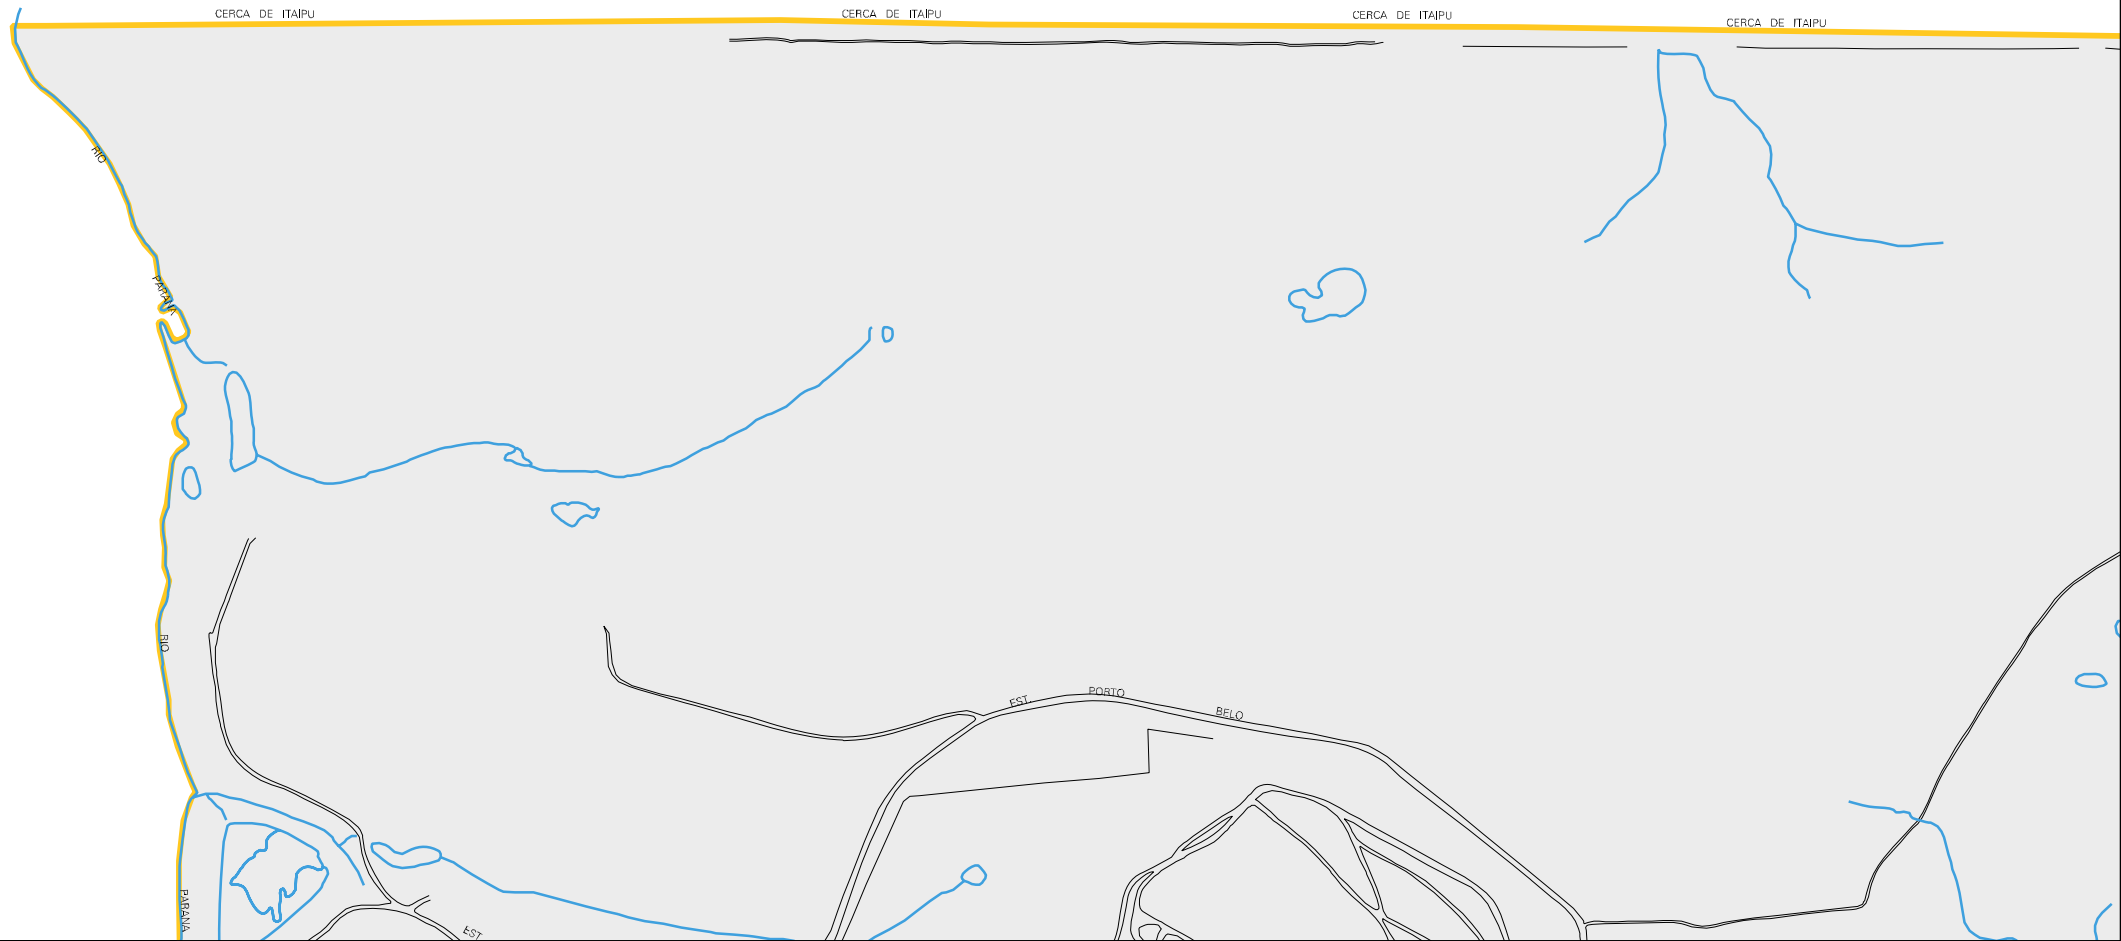 CERCA DE ITAIPU
CERCA DE ITAIPU
CERCA DE ITAIPU
CERCA DE ITAIPU
RIO
PARANA
RIO
EST. PORTO BELO
PARANA
EST.